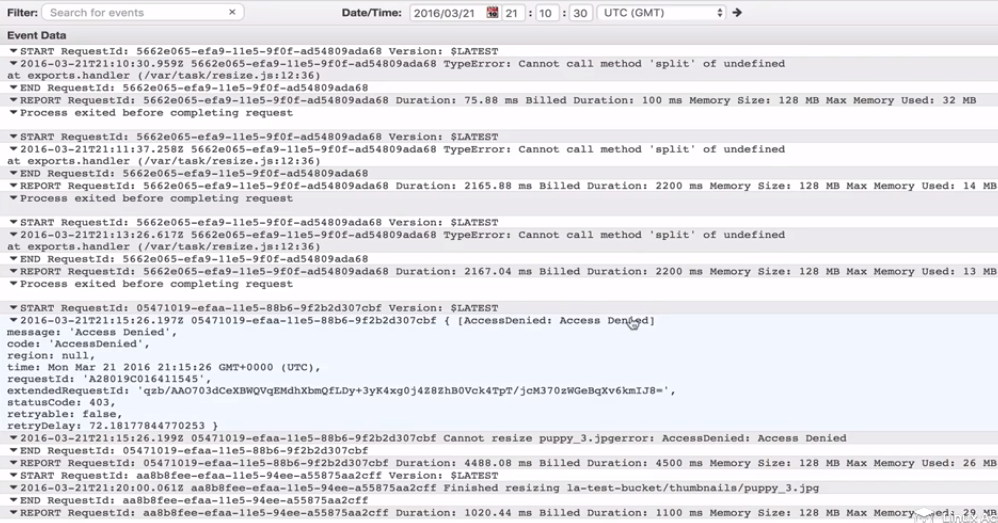 Filter: Search for events × Date/Time: 2016/03/21 21 : 10 : 30 UTC (GMT)
Event Data
START RequestId: 5662e065-efa9-11e5-9f0f-ad54809ada68 Version: $LATEST
2016-03-21T21:10:30.959Z 5662e065-efa9-11e5-9f0f-ad54809ada68 TypeError: Cannot call method 'split' of undefined
at exports.handler (/var/task/resize.js:12:36)
END RequestId: 5662e065-efa9-11e5-9f0f-ad54809ada68
REPORT RequestId: 5662e065-efa9-11e5-9f0f-ad54809ada68 Duration: 75.88 ms Billed Duration: 100 ms Memory Size: 128 MB Max Memory Used: 32 MB
Process exited before completing request
START RequestId: 5662e065-efa9-11e5-9f0f-ad54809ada68 Version: $LATEST
2016-03-21T21:11:37.258Z 5662e065-efa9-11e5-9f0f-ad54809ada68 TypeError: Cannot call method 'split' of undefined
at exports.handler (/var/task/resize.js:12:36)
END RequestId: 5662e065-efa9-11e5-9f0f-ad54809ada68
REPORT RequestId: 5662e065-efa9-11e5-9f0f-ad54809ada68 Duration: 2165.88 ms Billed Duration: 2200 ms Memory Size: 128 MB Max Memory Used: 14 MB
Process exited before completing request
START RequestId: 5662e065-efa9-11e5-9f0f-ad54809ada68 Version: $LATEST
2016-03-21T21:13:26.617Z 5662e065-efa9-11e5-9f0f-ad54809ada68 TypeError: Cannot call method 'split' of undefined
at exports.handler (/var/task/resize.js:12:36)
END RequestId: 5662e065-efa9-11e5-9f0f-ad54809ada68
REPORT RequestId: 5662e065-efa9-11e5-9f0f-ad54809ada68 Duration: 2167.04 ms Billed Duration: 2200 ms Memory Size: 128 MB Max Memory Used: 13 MB
Process exited before completing request
START RequestId: 05471019-efaa-11e5-88b6-9f2b2d307cbf Version: $LATEST
2016-03-21T21:15:26.197Z 05471019-efaa-11e5-88b6-9f2b2d307cbf { [AccessDenied: Access Denied]
message: 'Access Denied',
code: 'AccessDenied',
region: null,
time: Mon Mar 21 2016 21:15:26 GMT+0000 (UTC),
requestId: 'A28019C016411545',
extendedRequestId: 'qzb/AAO703dCeXBWQVqEMdhXbmQfLDy+3yK4xg0j4Z8ZhB0Vck4TpT/jcM370zWGeBqXv6kmIJ8=',
statusCode: 403,
retryable: false,
retryDelay: 72.18177844770253 }
2016-03-21T21:15:26.199Z 05471019-efaa-11e5-88b6-9f2b2d307cbf Cannot resize puppy_3.jpgerror: AccessDenied: Access Denied
END RequestId: 05471019-efaa-11e5-88b6-9f2b2d307cbf
REPORT RequestId: 05471019-efaa-11e5-88b6-9f2b2d307cbf Duration: 4488.08 ms Billed Duration: 4500 ms Memory Size: 128 MB Max Memory Used: 26 MB
START RequestId: aa8b8fee-efaa-11e5-94ee-a55875aa2cff Version: $LATEST
2016-03-21T21:20:00.061Z aa8b8fee-efaa-11e5-94ee-a55875aa2cff Finished resizing la-test-bucket/thumbnails/puppy_3.jpg
END RequestId: aa8b8fee-efaa-11e5-94ee-a55875aa2cff
REPORT RequestId: aa8b8fee-efaa-11e5-94ee-a55875aa2cff Duration: 1020.44 ms Billed Duration: 1100 ms Memory Size: 128 MB Max Memory Used: 29 MB